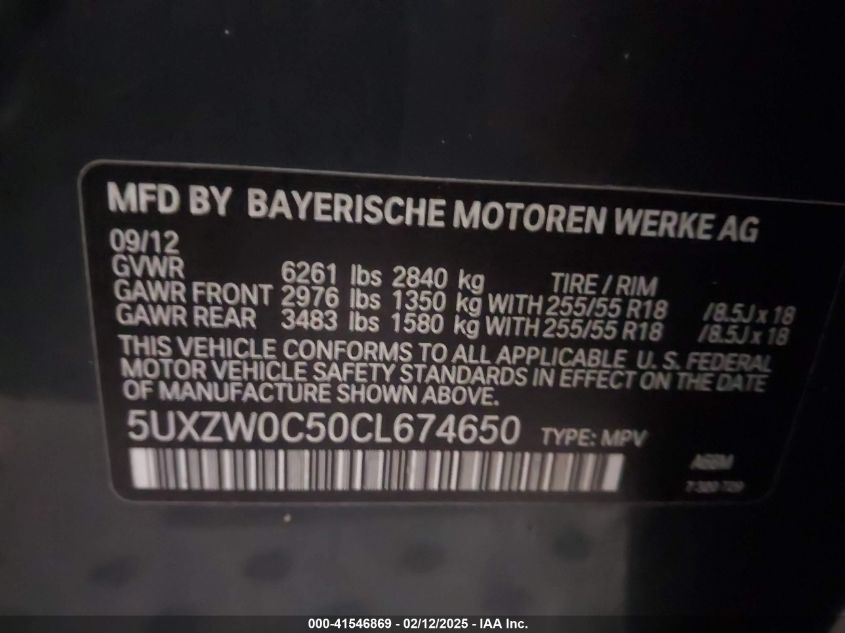 MFD BY BAYERISCHE MOTOREN WERKE AG
09/12
GVWR 6261 lbs 2840 kg TIRE / RIM
GAWR FRONT 2976 lbs 1350 kg WITH 255/55 R18 /8.5J x 18
GAWR REAR 3483 lbs 1580 kg WITH 255/55 R18 /8.5J x 18
THIS VEHICLE CONFORMS TO ALL APPLICABLE U. S. FEDERAL
MOTOR VEHICLE SAFETY STANDARDS IN EFFECT ON THE DATE
OF MANUFACTURE SHOWN ABOVE.
5UXZW0C50CL674650 TYPE: MPV
000-41546869 - 02/12/2025 - IAA Inc.